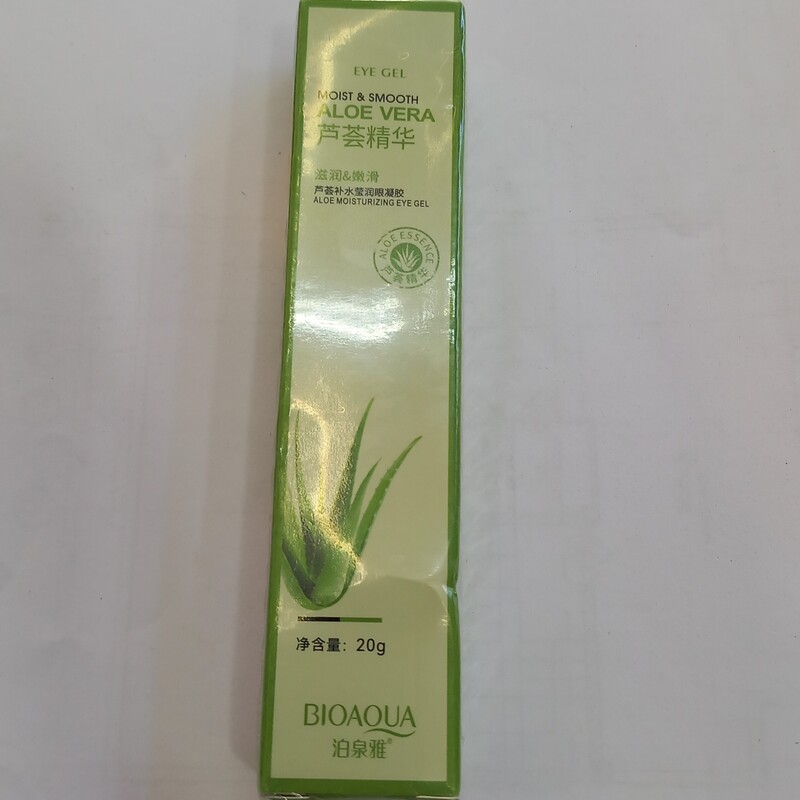 EYE GEL
MOIST & SMOOTH
ALOE VERA
芦荟精华
滋润&嫩滑
芦荟补水莹润眼凝胶
ALOE MOISTURIZING EYE GEL
ALOE ESSENCE
芦荟精华
净含量：20g
BIOAQUA
泊泉雅®